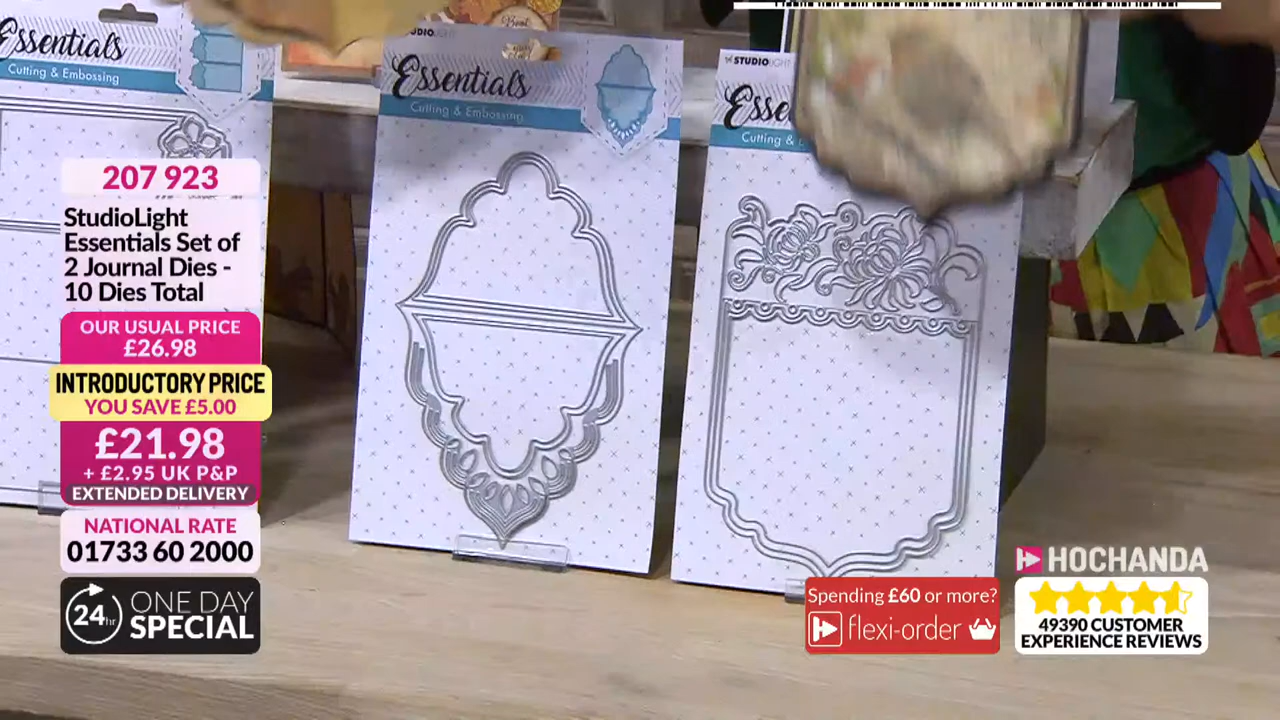 Essentials
Cutting & Embossing
Essentials
Cutting & Embossing
STUDIOLIGHT
Cutting &
207 923
StudioLight
Essentials Set of
2 Journal Dies -
10 Dies Total
OUR USUAL PRICE
£26.98
INTRODUCTORY PRICE
YOU SAVE £5.00
£21.98
+ £2.95 UK P&P
EXTENDED DELIVERY
NATIONAL RATE
01733 60 2000
24hr
ONE DAY
SPECIAL
Spending £60 or more?
flexi-order
HOCHANDA
49390 CUSTOMER
EXPERIENCE REVIEWS